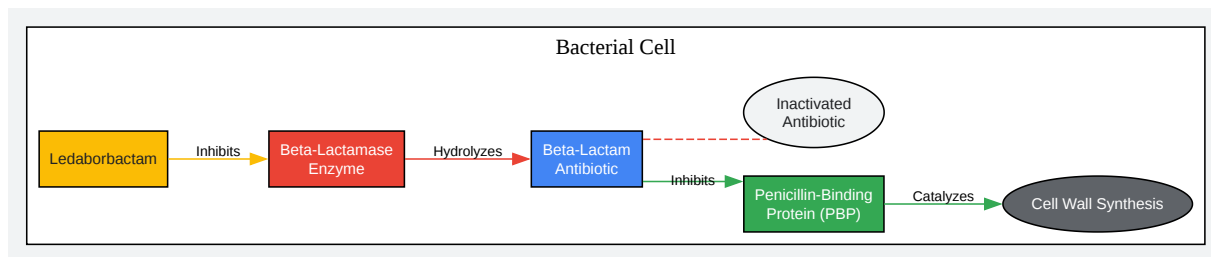 Bacterial Cell
Ledaborbactam
Inhibits
Beta-Lactamase
Enzyme
Hydrolyzes
Beta-Lactam
Antibiotic
Inactivated
Antibiotic
Inhibits
Penicillin-Binding
Protein (PBP)
Catalyzes
Cell Wall Synthesis